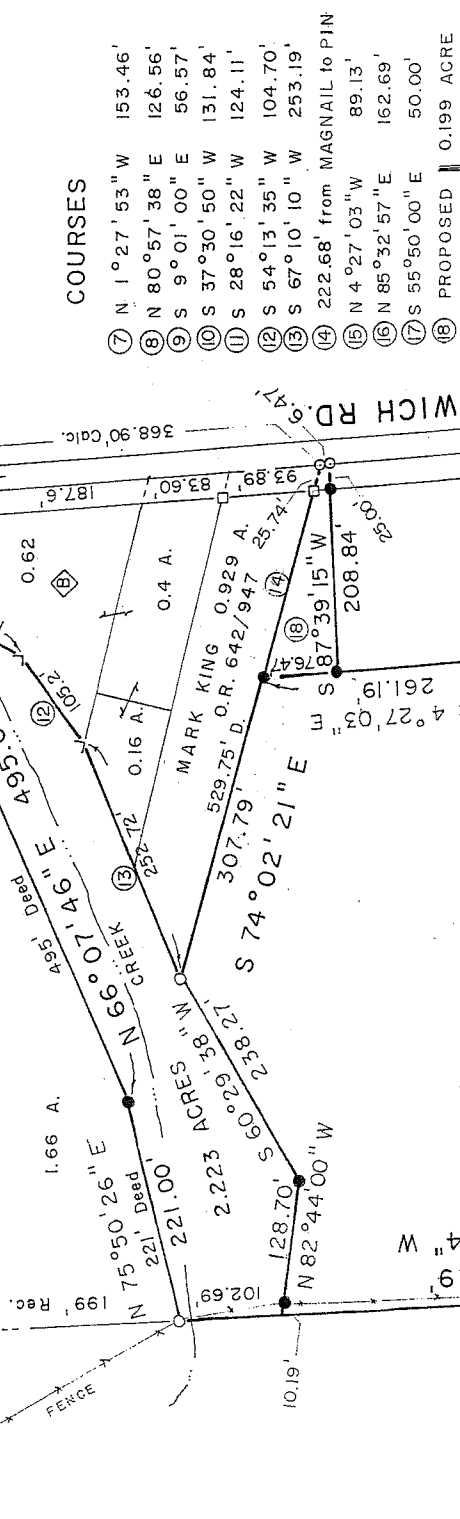 COURSES
⑦ N 1°27'53" W 153.46'
⑧ N 80°57'38" E 126.56'
⑨ S 9°01'00" E 56.57'
⑩ S 37°30'50" W 131.84'
⑪ S 28°16'22" W 124.11'
⑫ S 54°13'35" W 104.70'
⑬ S 67°10'10" W 253.19'
⑭ 222.68' from MAGNAIL to PIN
⑮ N 4°27'03" W 89.13'
⑯ N 85°32'57" E 162.69'
⑰ S 55°50'00" E 50.00'
⑱ PROPOSED 0.199 ACRE
WICH RD.
6.47'
368.90' Calc.
187.6'
83.60'
93.89'
25.74'
25.00'
0.62
B
0.4 A.
0.16 A.
MARK KING 0.929 A.
O.R. 642/947
529.75' D.
307.79'
S 74°02'21" E
⑭
⑱
76.47'
S 87°39'15" W
208.84'
261.19'
4°27'03" E
⑫
105.2'
⑬
252.72'
495.
495' Deed
N 66°07'46" E
CREEK
1.66 A.
N 75°50'26" E
221' Deed
221.00'
2.223 ACRES
S 60°29'38" W
238.27'
128.70'
N 82°44'00" W
199' Rec.
102.69'
10.19'
FENCE
4" W
9'